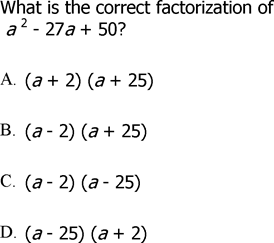 What is the correct factorization of
a² - 27a + 50?
A. (a + 2) (a + 25)
B. (a - 2) (a + 25)
C. (a - 2) (a - 25)
D. (a - 25) (a + 2)